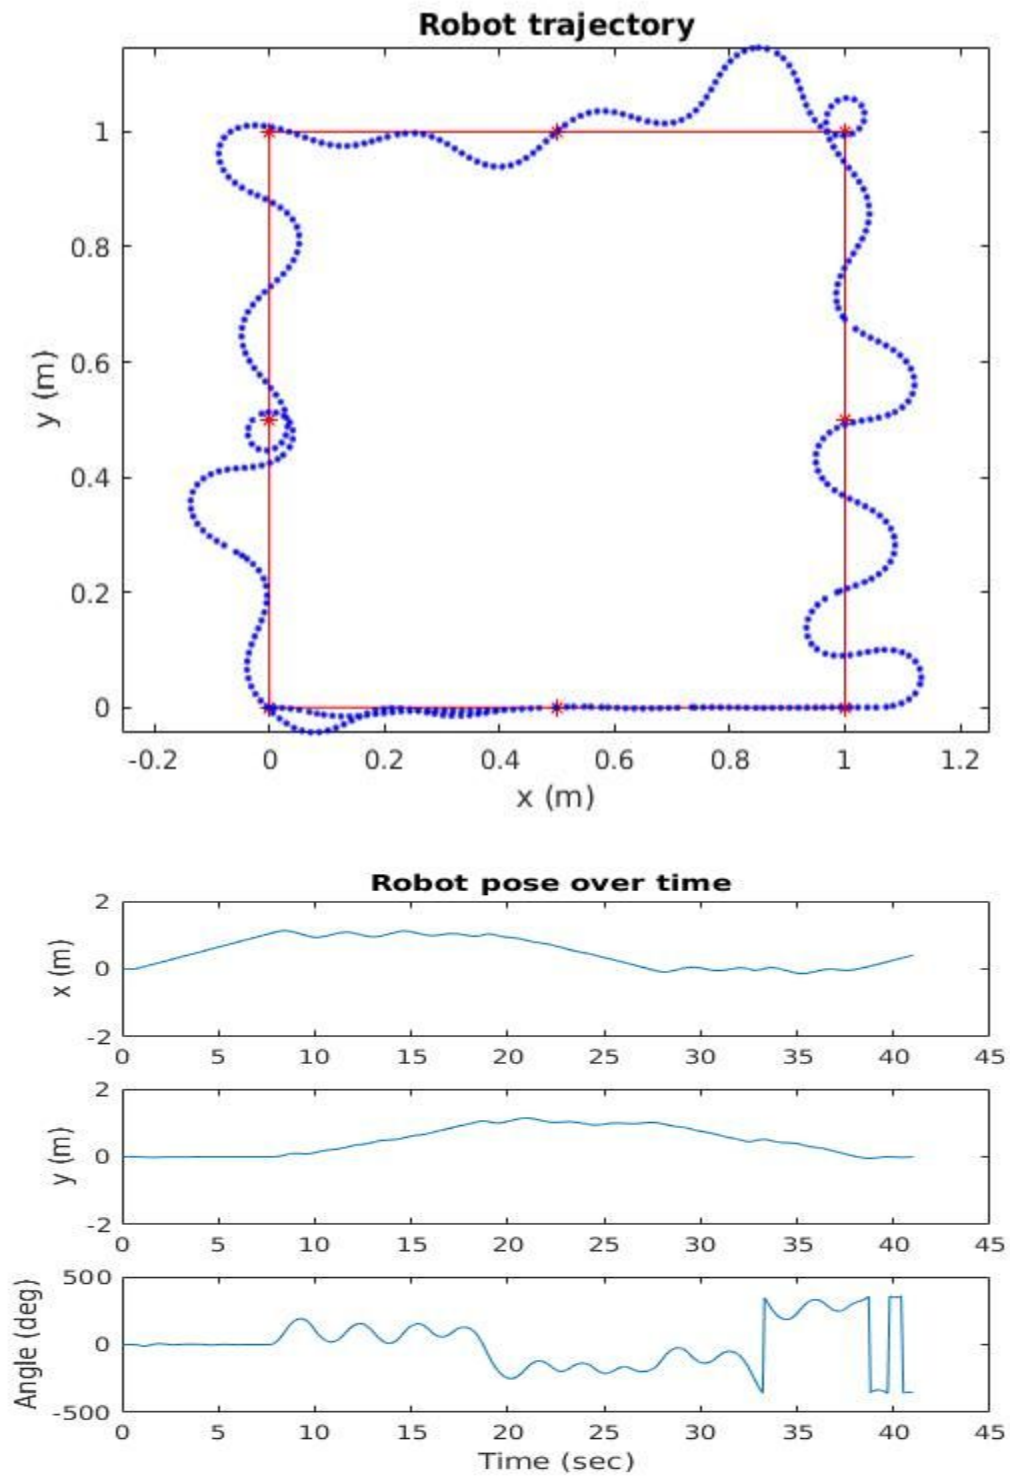 Robot trajectory
1
0.8
0.6
0.4
0.2
0
y (m)
-0.2 0 0.2 0.4 0.6 0.8 1 1.2
x (m)
Robot pose over time
2
0
-2
x (m)
0 5 10 15 20 25 30 35 40 45
2
0
-2
y (m)
0 5 10 15 20 25 30 35 40 45
500
0
-500
Angle (deg)
0 5 10 15 20 25 30 35 40 45
Time (sec)